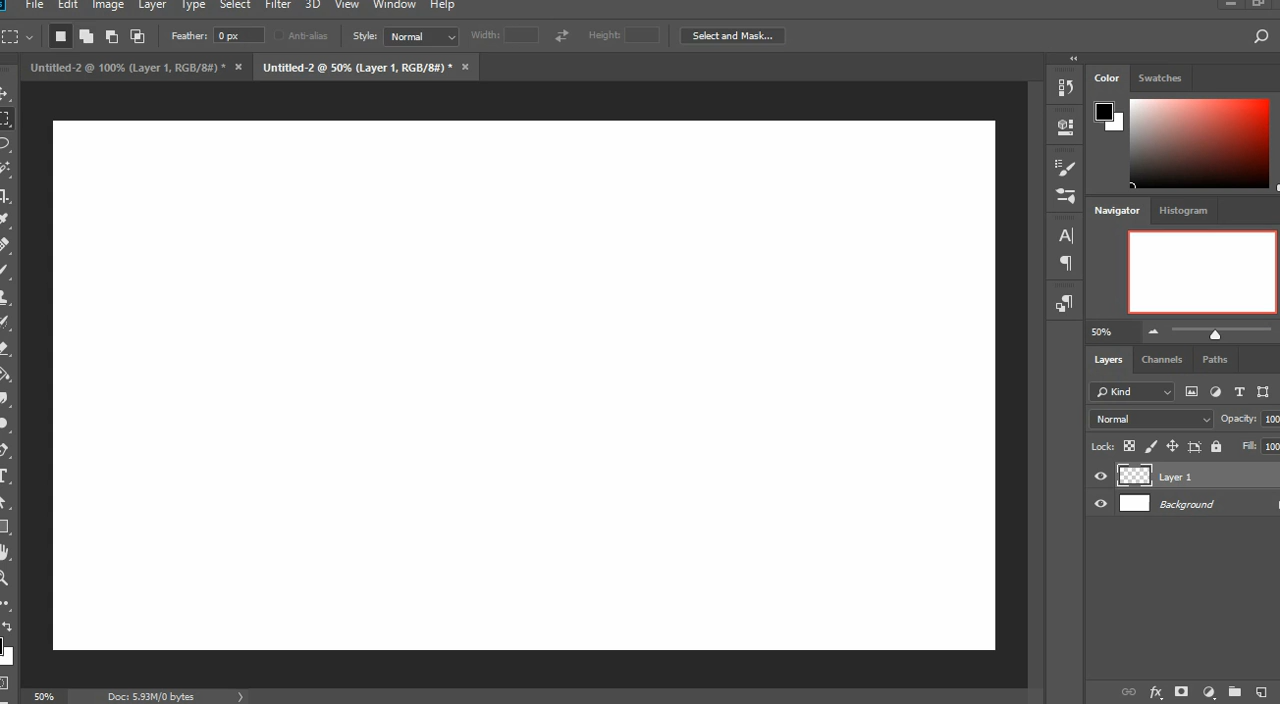 File Edit Image Layer Type Select Filter 3D View Window Help
Feather: 0 px Anti-alias Style: Normal Width: Height: Select and Mask...
Untitled-2 @ 100% (Layer 1, RGB/8#) * Untitled-2 @ 50% (Layer 1, RGB/8#) *
Color Swatches
Navigator Histogram
50%
Layers Channels Paths
Kind
Normal Opacity: 100
Lock: Fill: 100
Layer 1
Background
50% Doc: 5.93M/0 bytes